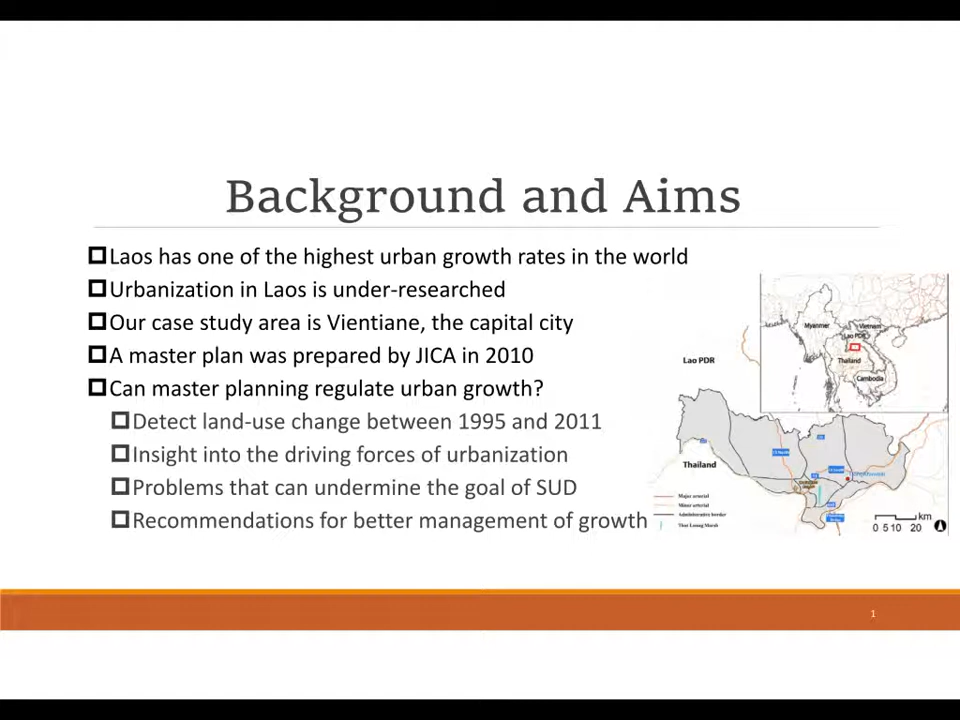 Background and Aims
Laos has one of the highest urban growth rates in the world
Urbanization in Laos is under-researched
Our case study area is Vientiane, the capital city
A master plan was prepared by JICA in 2010
Can master planning regulate urban growth?
Detect land-use change between 1995 and 2011
Insight into the driving forces of urbanization
Problems that can undermine the goal of SUD
Recommendations for better management of growth
Myanmar
Vietnam
Lao PDR
Thailand
Cambodia
Lao PDR
Thailand
Major arterial
Minor arterial
Administrative border
That Luang Marsh
km
0 5 10 20
1